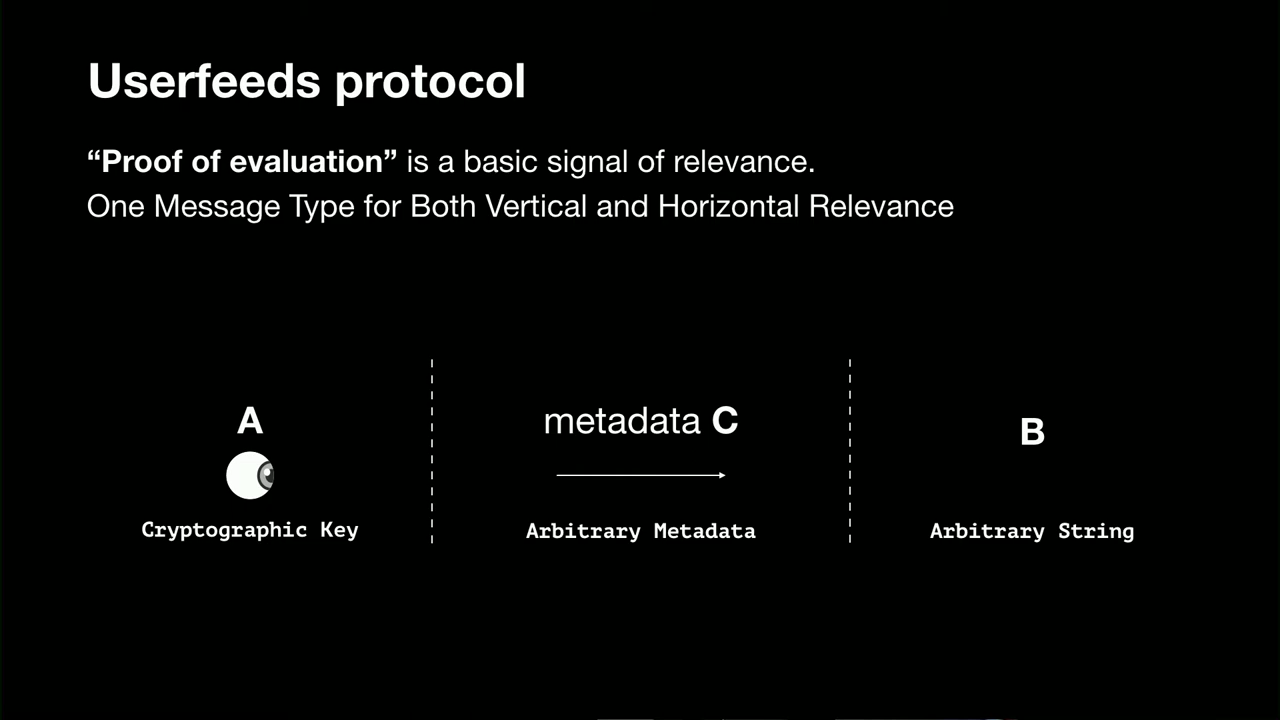 Userfeeds protocol
“Proof of evaluation” is a basic signal of relevance.
One Message Type for Both Vertical and Horizontal Relevance
A
metadata C
B
Cryptographic Key
Arbitrary Metadata
Arbitrary String